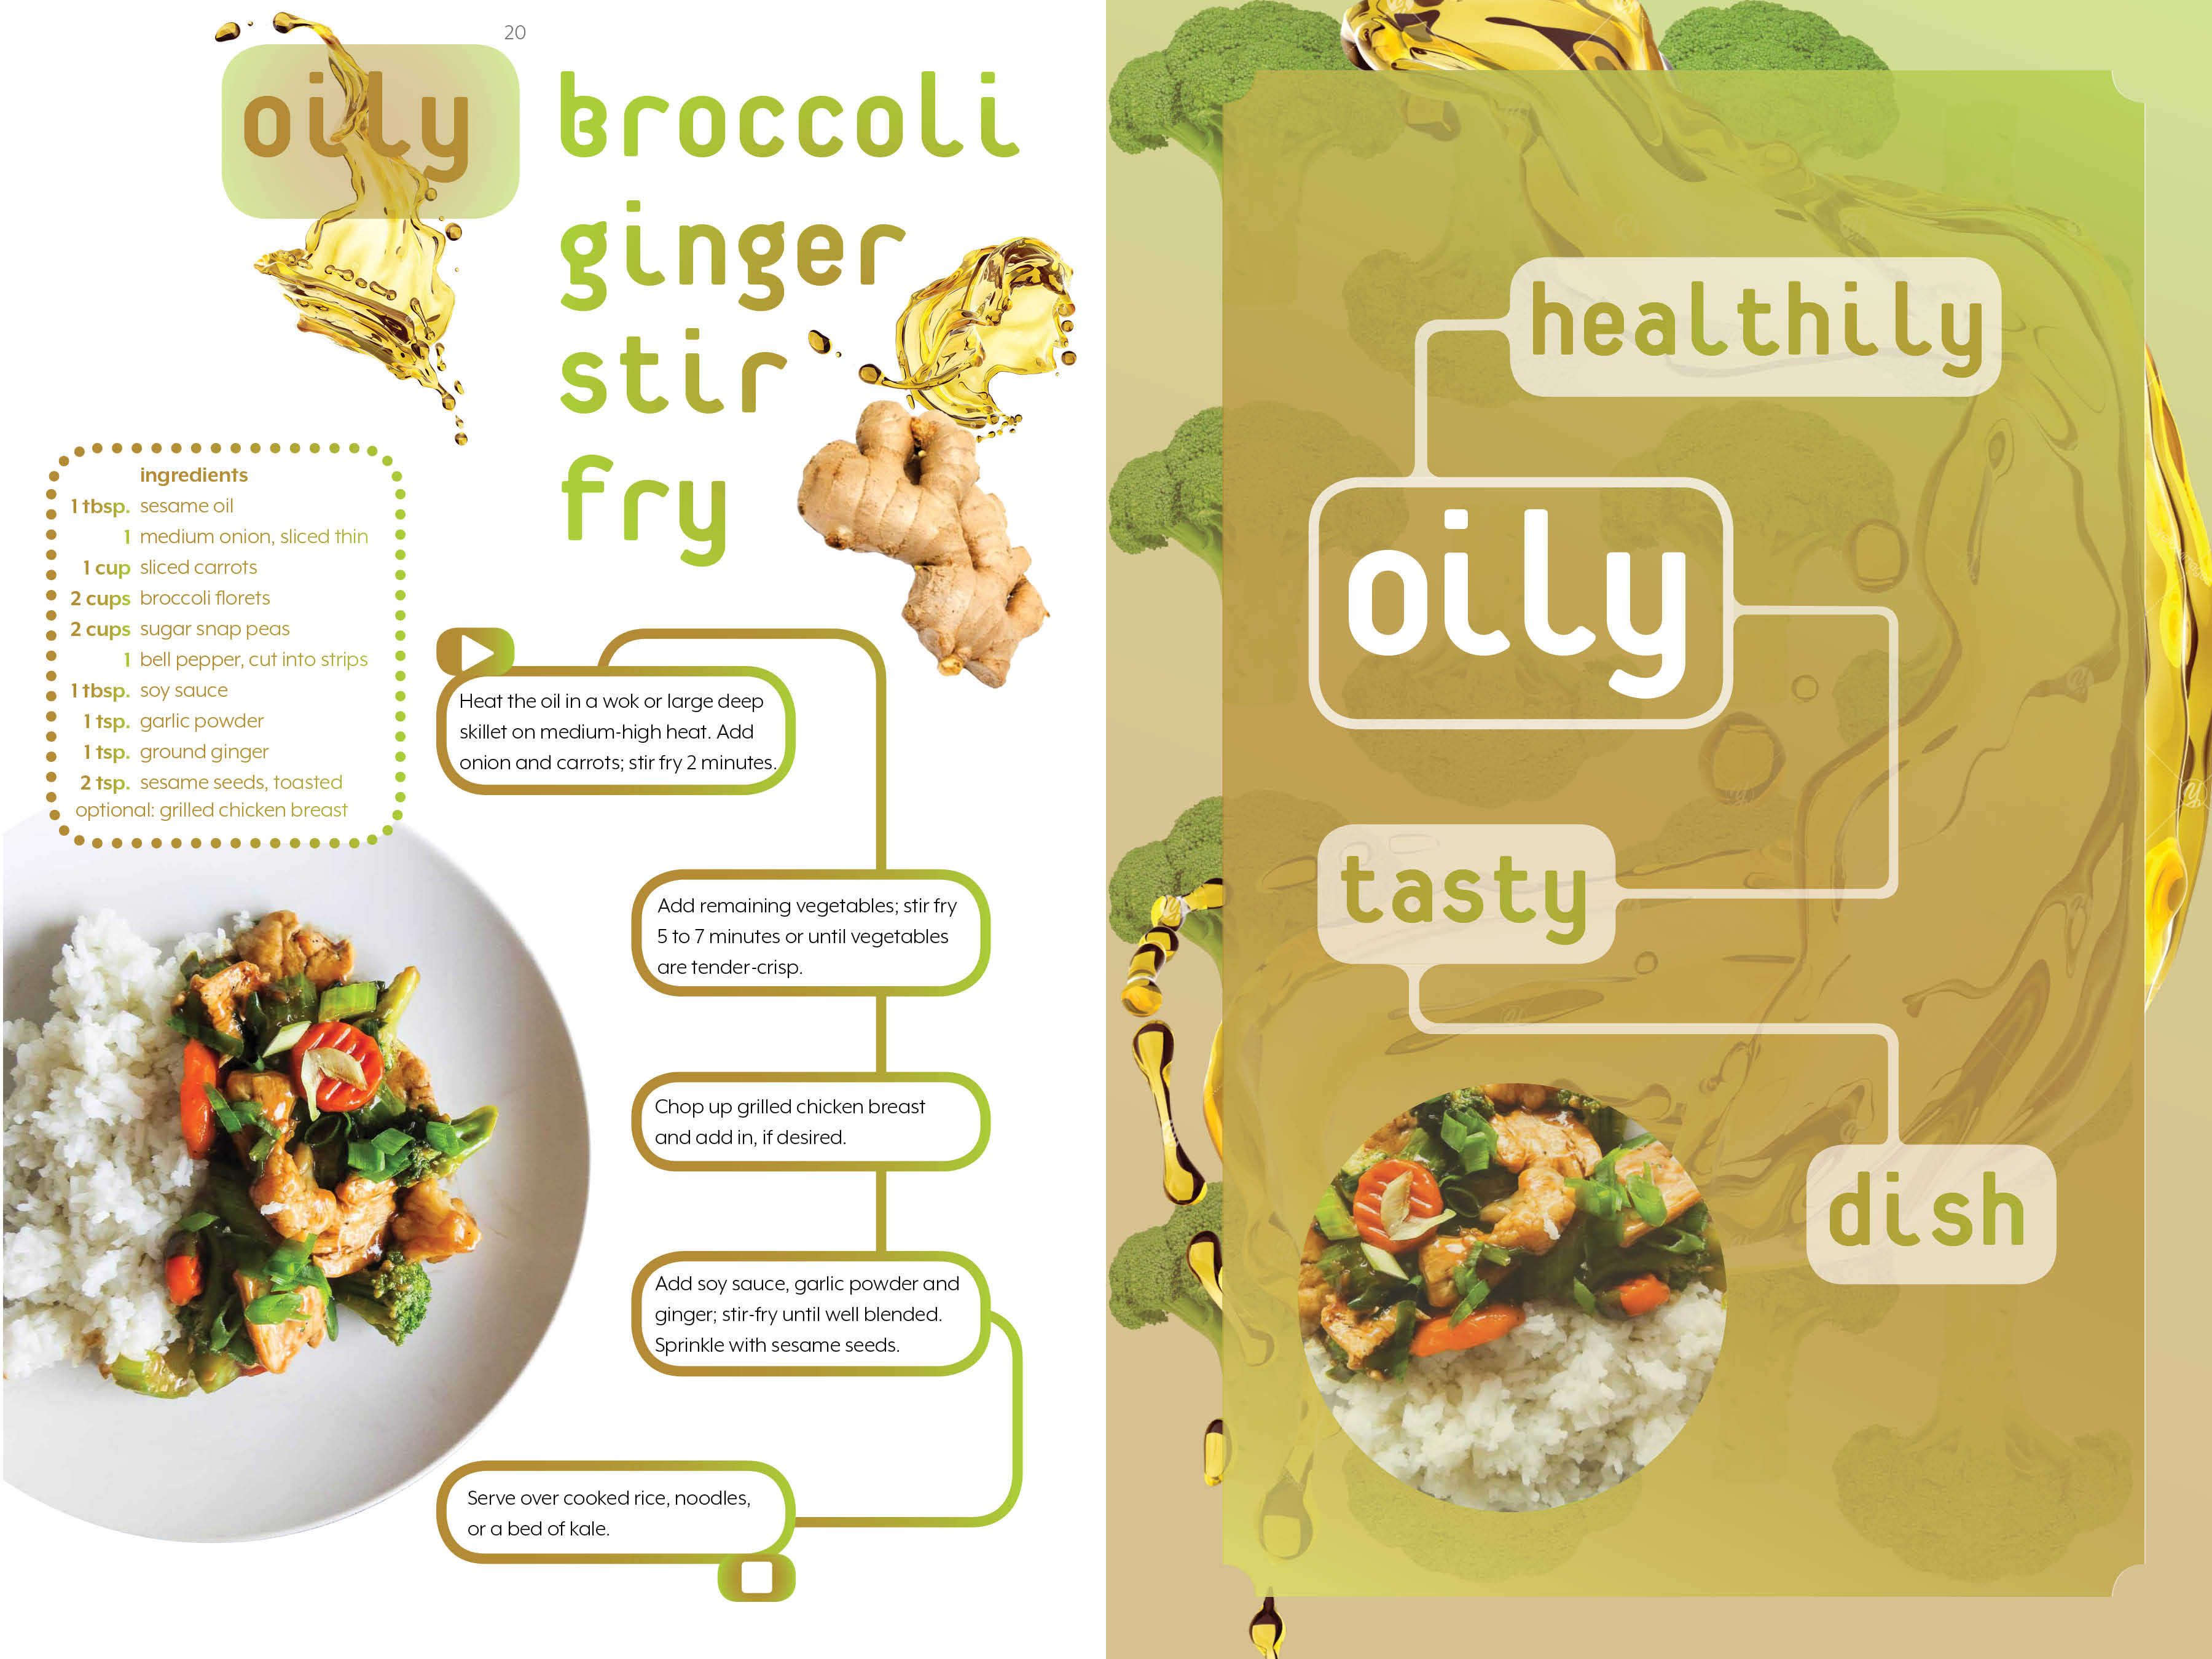 20
oily
broccoli
ginger
stir
fry
ingredients
1 tbsp. sesame oil
1 medium onion, sliced thin
1 cup sliced carrots
2 cups broccoli florets
2 cups sugar snap peas
1 bell pepper, cut into strips
1 tbsp. soy sauce
1 tsp. garlic powder
1 tsp. ground ginger
2 tsp. sesame seeds, toasted
optional: grilled chicken breast
Heat the oil in a wok or large deep
skillet on medium-high heat. Add
onion and carrots; stir fry 2 minutes.
Add remaining vegetables; stir fry
5 to 7 minutes or until vegetables
are tender-crisp.
Chop up grilled chicken breast
and add in, if desired.
Add soy sauce, garlic powder and
ginger; stir-fry until well blended.
Sprinkle with sesame seeds.
Serve over cooked rice, noodles,
or a bed of kale.
healthily
oily
tasty
dish